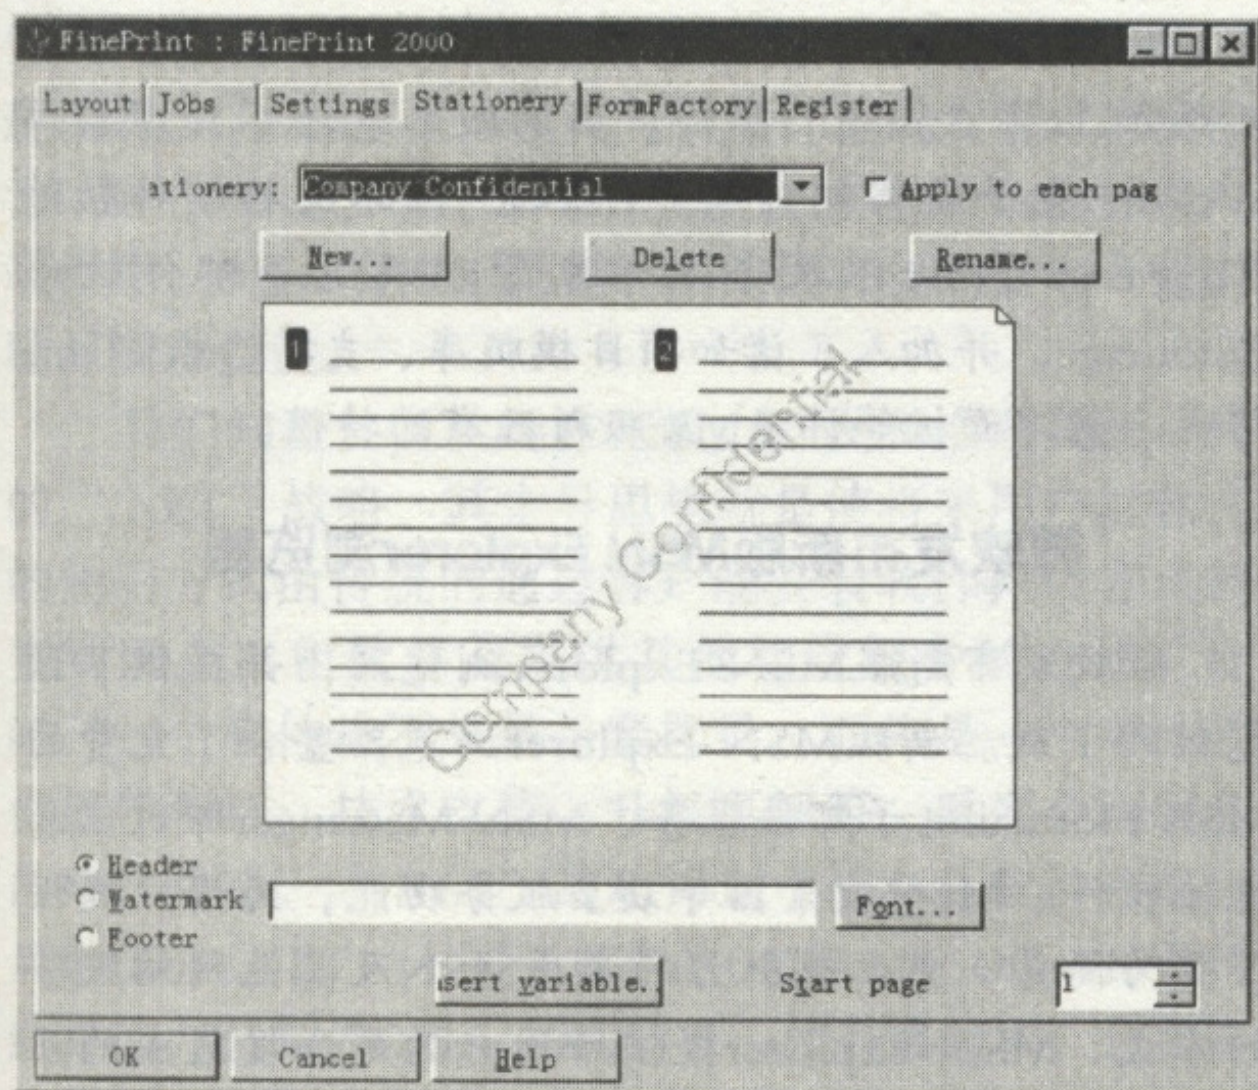 FinePrint : FinePrint 2000
Layout Jobs Settings Stationery FormFactory Register
ationery: Company Confidential Apply to each pag
New... Delete Rename...
1 2
Company Confidential
Header
Watermark Font...
Footer
sert variable.. Start page 1
OK Cancel Help